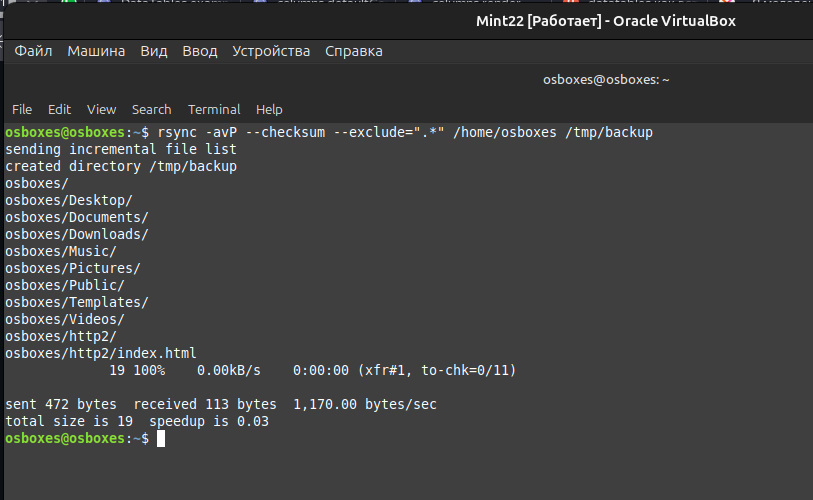 Mint22 [Работает] - Oracle VirtualBox
Файл Машина Вид Ввод Устройства Справка
osboxes@osboxes: ~
File Edit View Search Terminal Help
osboxes@osboxes:~$ rsync -avP --checksum --exclude=".*" /home/osboxes /tmp/backup
sending incremental file list
created directory /tmp/backup
osboxes/
osboxes/Desktop/
osboxes/Documents/
osboxes/Downloads/
osboxes/Music/
osboxes/Pictures/
osboxes/Public/
osboxes/Templates/
osboxes/Videos/
osboxes/http2/
osboxes/http2/index.html
19 100% 0.00kB/s 0:00:00 (xfr#1, to-chk=0/11)
sent 472 bytes received 113 bytes 1,170.00 bytes/sec
total size is 19 speedup is 0.03
osboxes@osboxes:~$